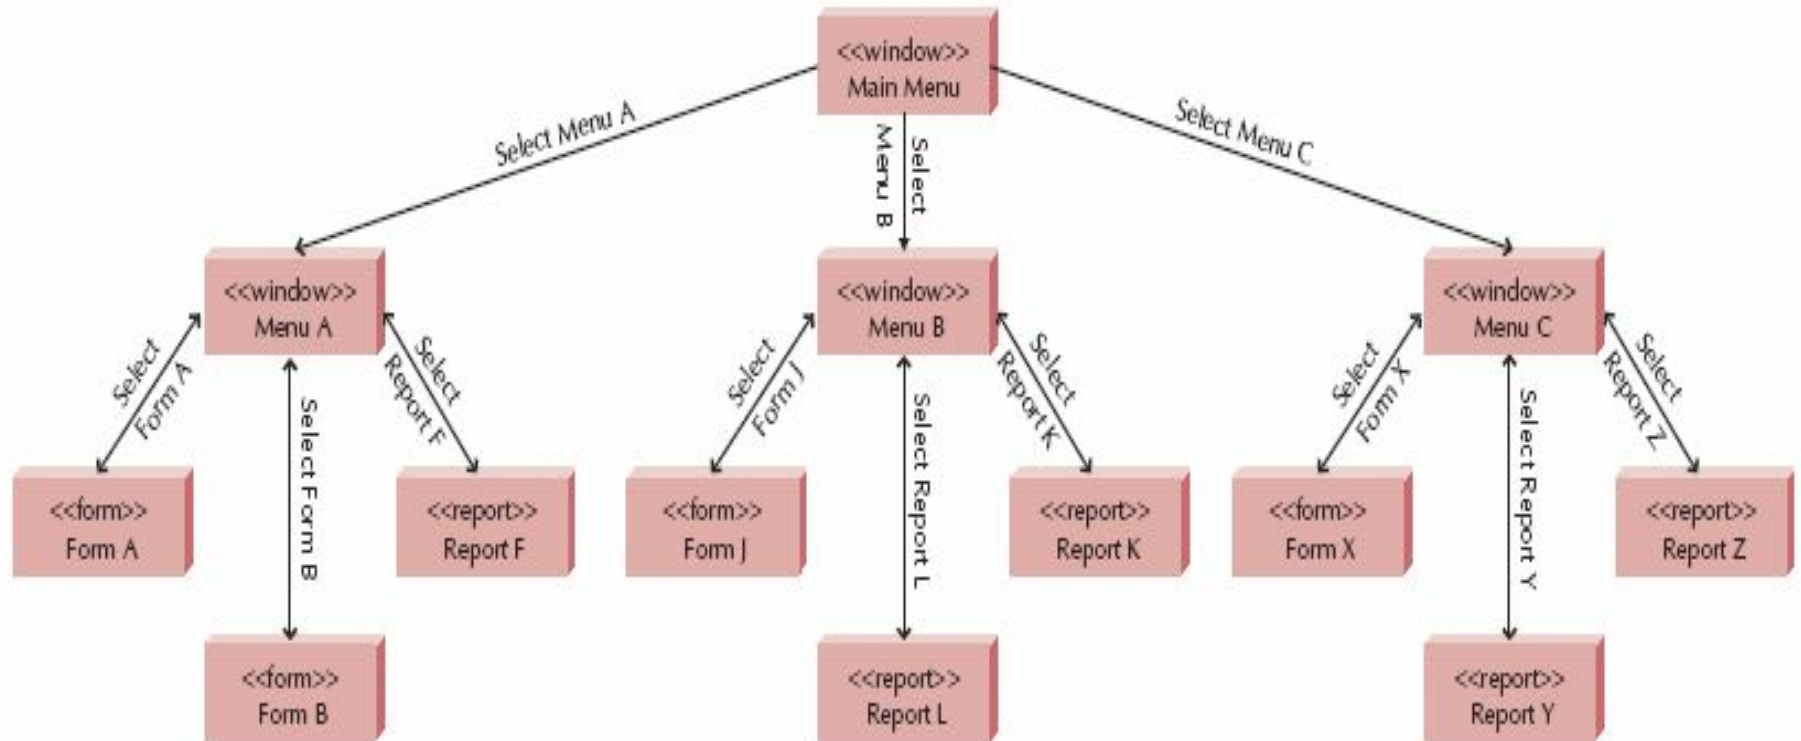 <<window>>
Main Menu
Select Menu A
Select
Menu B
Select Menu C
<<window>>
Menu A
<<window>>
Menu B
<<window>>
Menu C
Select
Form A
Select Form B
Select
Report F
Select
Form J
Select Report L
Select
Report K
Select
Form X
Select Report Y
Select
Report Z
<<form>>
Form A
<<report>>
Report F
<<form>>
Form J
<<report>>
Report K
<<form>>
Form X
<<report>>
Report Z
<<form>>
Form B
<<report>>
Report L
<<report>>
Report Y